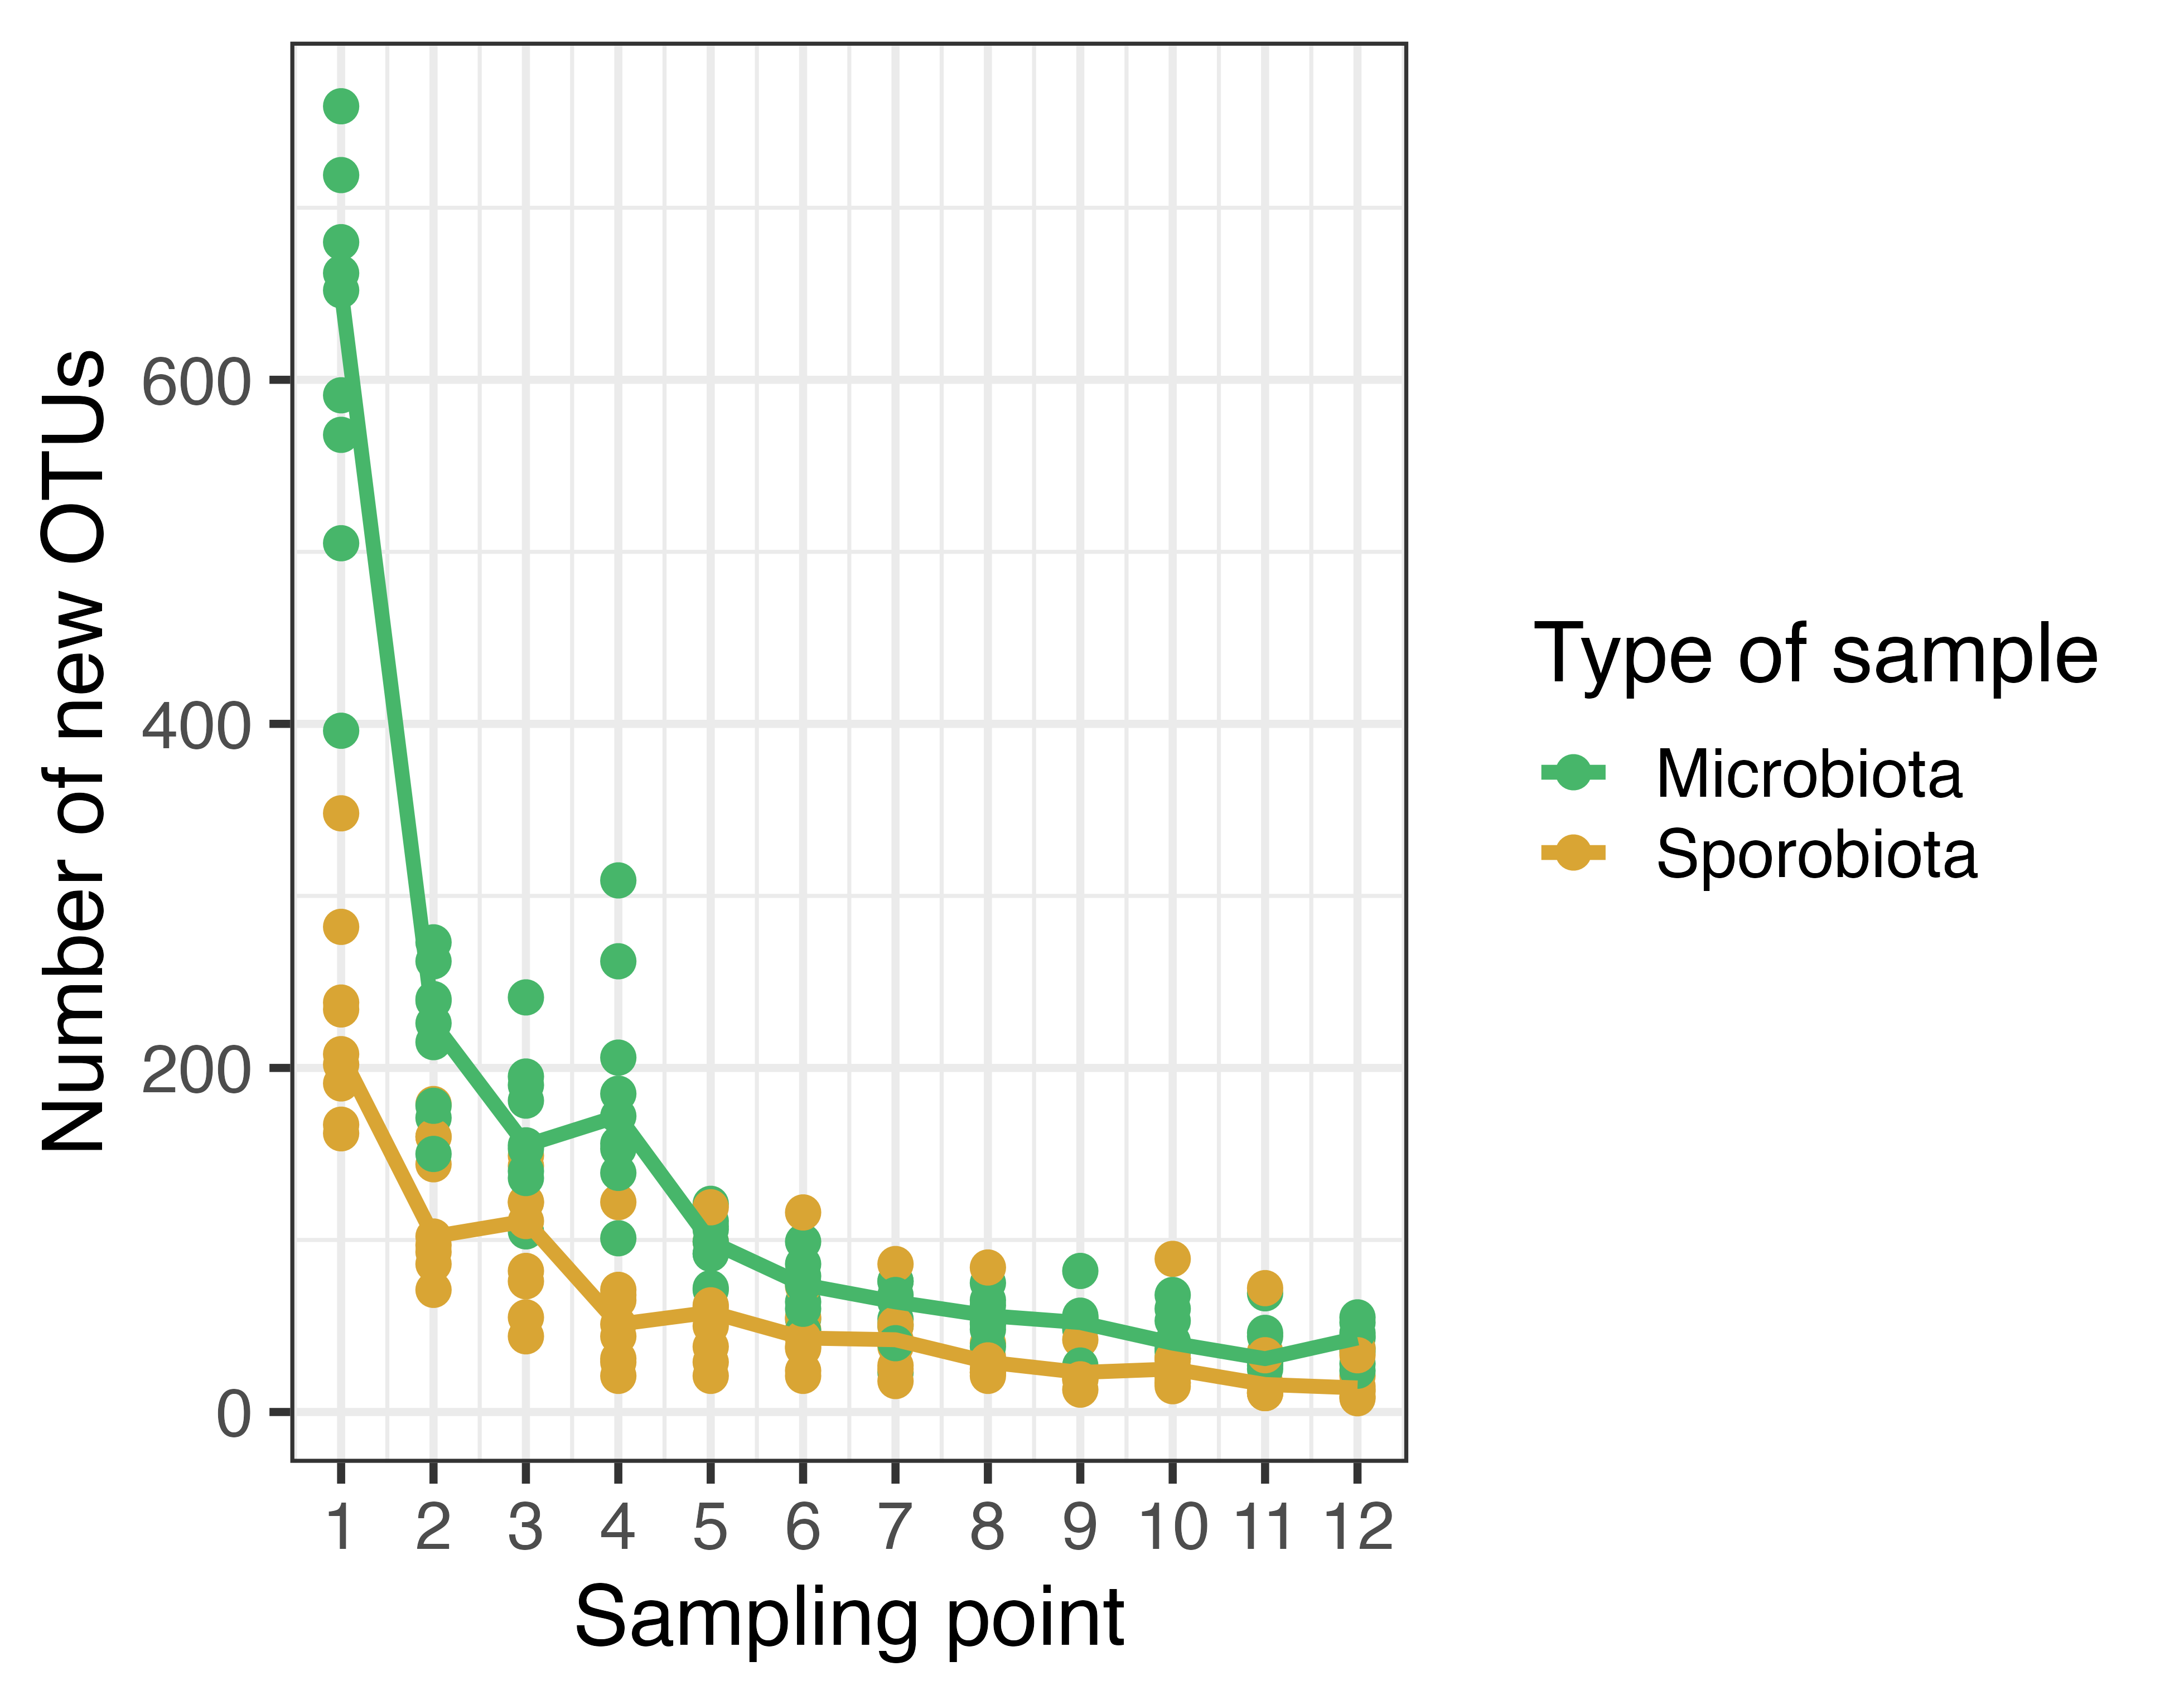 Number of new OTUs
600
400
200
0
1 2 3 4 5 6 7 8 9 10 11 12
Sampling point
Type of sample
Microbiota
Sporobiota